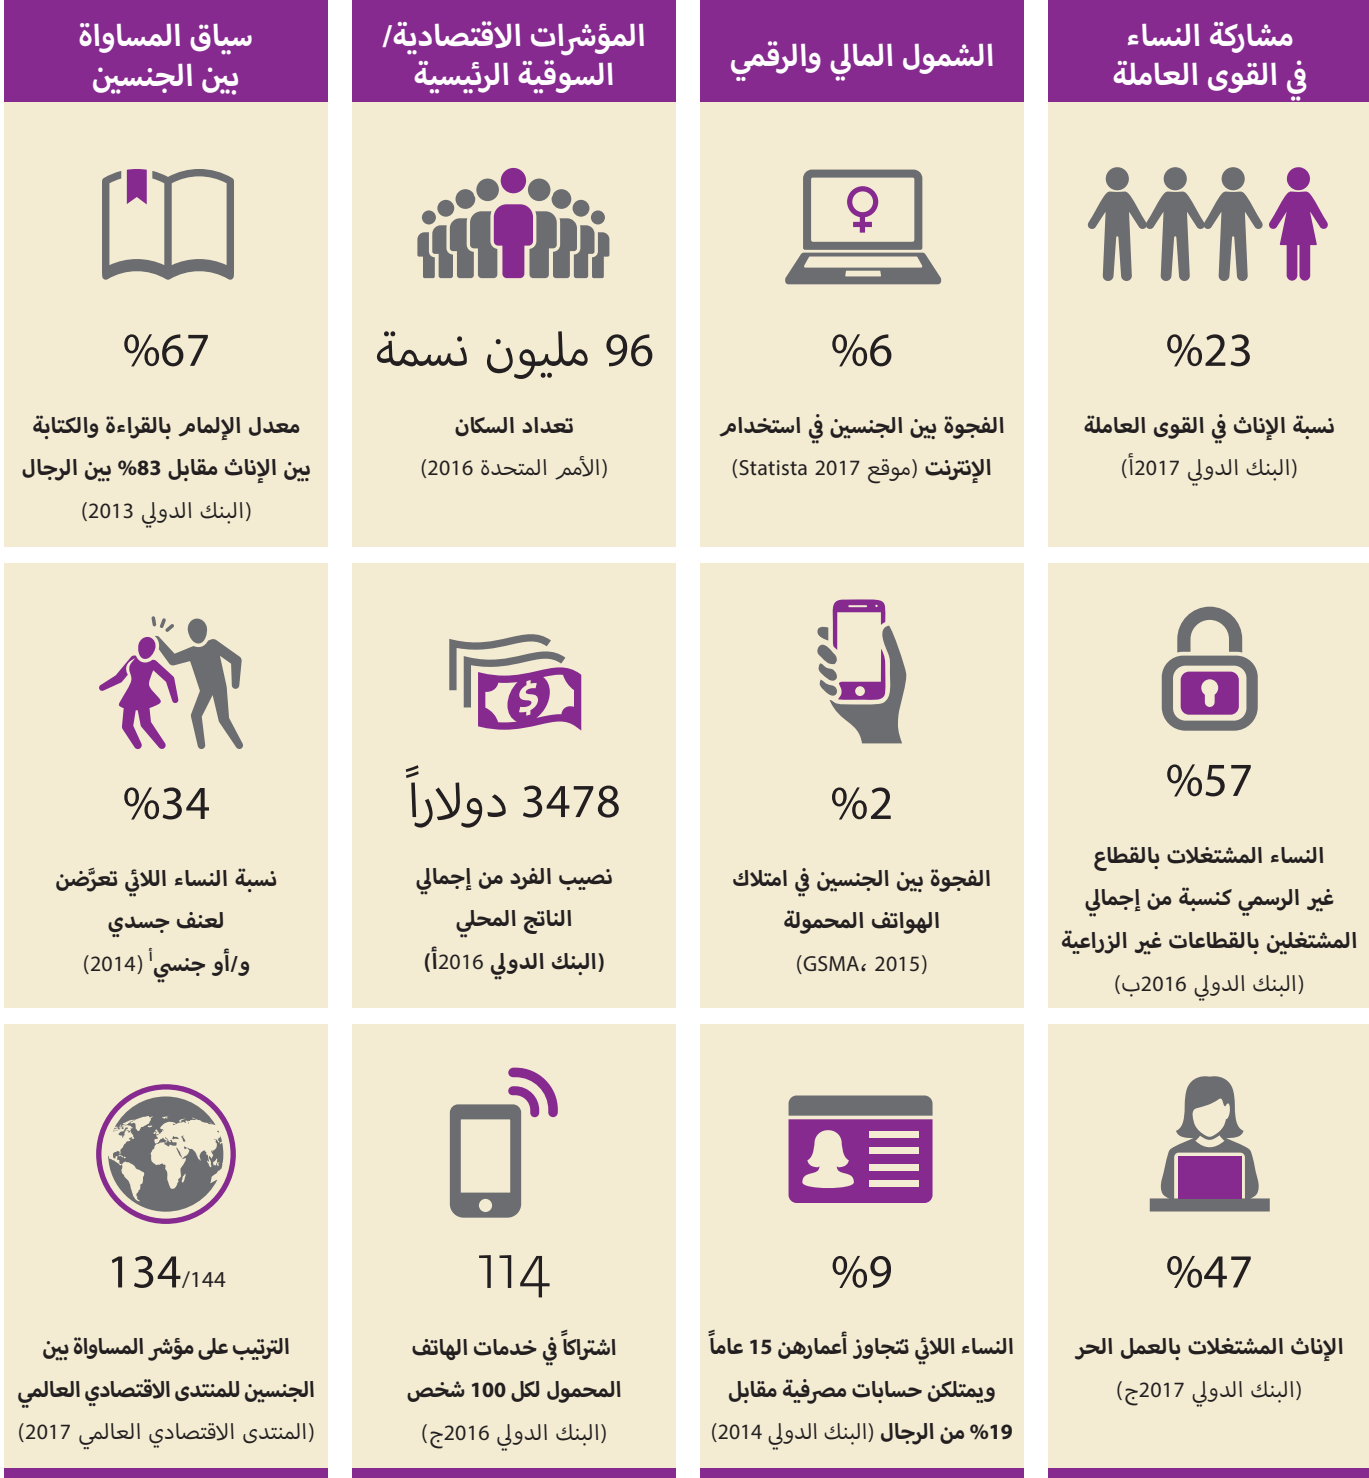 مشاركة النساء
في القوى العاملة
%23
نسبة الإناث في القوى العاملة
(البنك الدولي 2017أ)
%57
النساء المشتغلات بالقطاع
غير الرسمي كنسبة من إجمالي
المشتغلين بالقطاعات غير الزراعية
(البنك الدولي 2016ب)
%47
الإناث المشتغلات بالعمل الحر
(البنك الدولي 2017ج)
الشمول المالي والرقمي
%6
الفجوة بين الجنسين في استخدام
الإنترنت (موقع Statista 2017)
%2
الفجوة بين الجنسين في امتلاك
الهواتف المحمولة
(GSMA، 2015)
%9
النساء اللائي تتجاوز أعمارهن 15 عاماً
ويمتلكن حسابات مصرفية مقابل
%19 من الرجال (البنك الدولي 2014)
المؤشرات الاقتصادية/
السوقية الرئيسية
96 مليون نسمة
تعداد السكان
(الأمم المتحدة 2016)
$
3478 دولاراً
نصيب الفرد من إجمالي
الناتج المحلي
(البنك الدولي 2016أ)
114
اشتراكاً في خدمات الهاتف
المحمول لكل 100 شخص
(البنك الدولي 2016ج)
سياق المساواة
بين الجنسين
%67
معدل الإلمام بالقراءة والكتابة
بين الإناث مقابل 83% بين الرجال
(البنك الدولي 2013)
%34
نسبة النساء اللائي تعرَّضن
لعنف جسدي
و/أو جنسي أ (2014)
134/144
الترتيب على مؤشر المساواة بين
الجنسين للمنتدى الاقتصادي العالمي
(المنتدى الاقتصادي العالمي 2017)